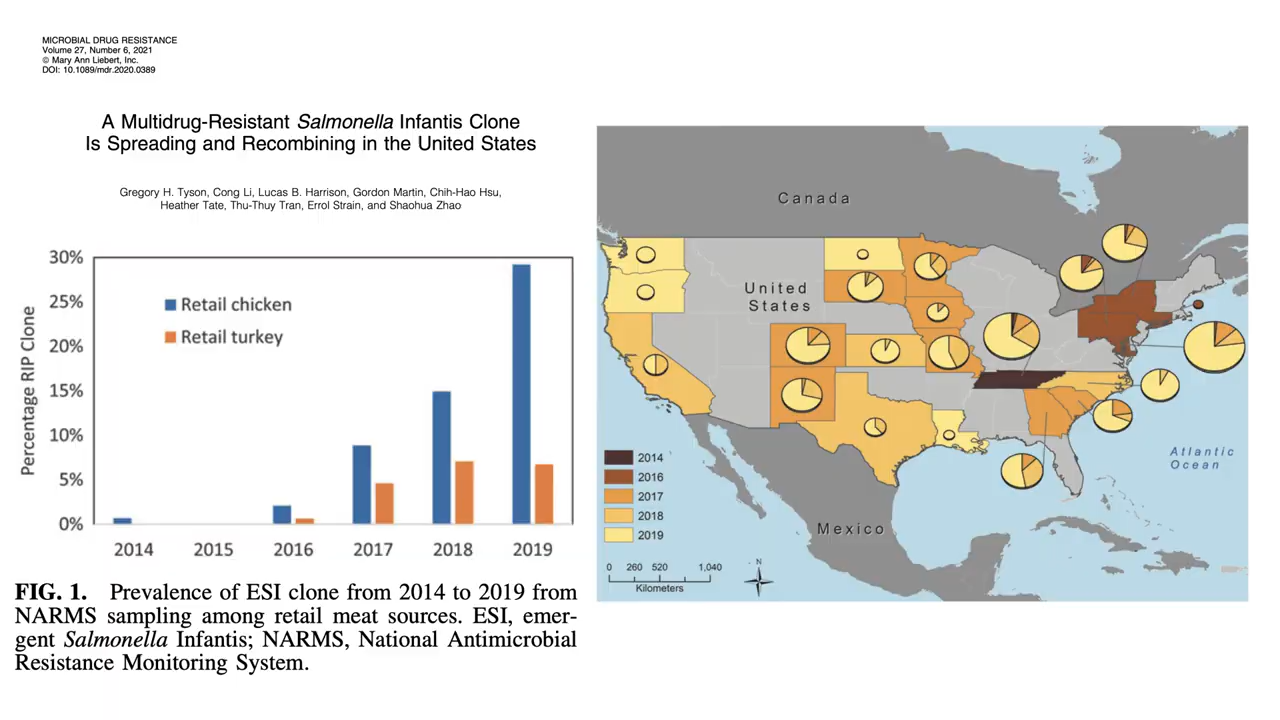 MICROBIAL DRUG RESISTANCE
Volume 27, Number 6, 2021
© Mary Ann Liebert, Inc.
DOI: 10.1089/mdr.2020.0389
A Multidrug-Resistant Salmonella Infantis Clone
Is Spreading and Recombining in the United States
Gregory H. Tyson, Cong Li, Lucas B. Harrison, Gordon Martin, Chih-Hao Hsu,
Heather Tate, Thu-Thuy Tran, Errol Strain, and Shaohua Zhao
Percentage RIP Clone
30%
25%
20%
15%
10%
5%
0%
Retail chicken
Retail turkey
2014
2015
2016
2017
2018
2019
FIG. 1. Prevalence of ESI clone from 2014 to 2019 from
NARMS sampling among retail meat sources. ESI, emer-
gent Salmonella Infantis; NARMS, National Antimicrobial
Resistance Monitoring System.
Canada
United
States
Mexico
Atlantic
Ocean
2014
2016
2017
2018
2019
0 260 520 1,040
Kilometers
N